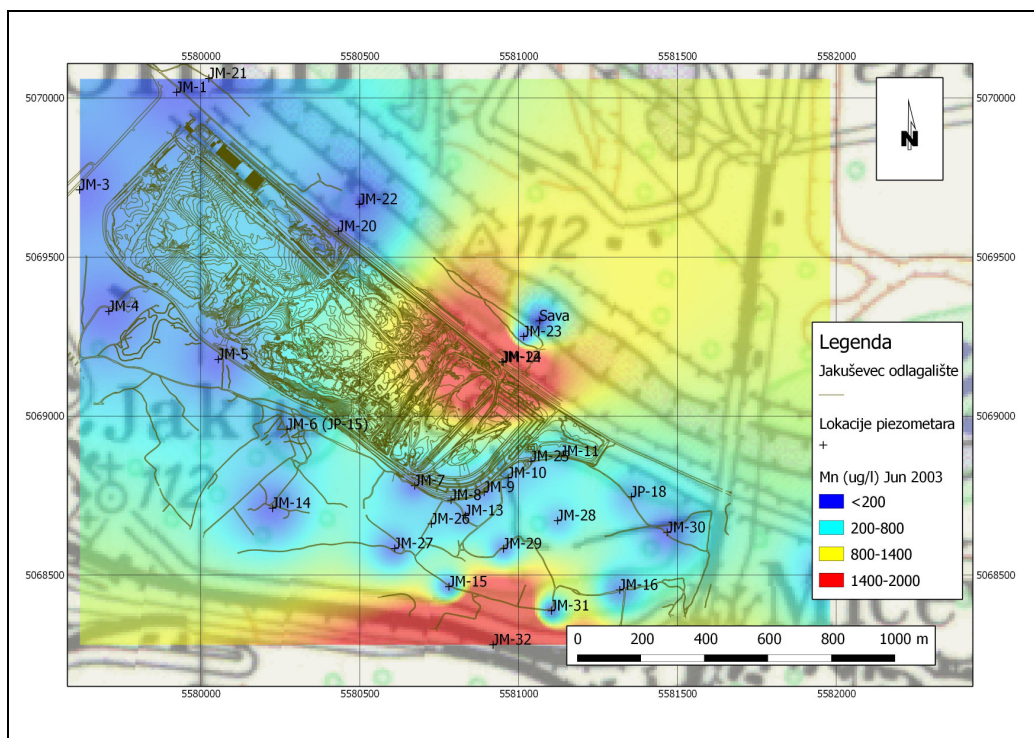 5580000 5580500 5581000 5581500 5582000
JM-21
JM-1
5070000 5070000
N
JM-3
JM-22
JM-20
112
5069500 5069500
JM-4
Sava
JM-23
JM-5
Legenda
Jakuševec odlagalište
Lokacije piezometara
Mn (ug/l) Jun 2003
<200
200-800
800-1400
1400-2000
5069000
JM-6 (JP-15)
Jak
JM-11
JM-25
JM-10
JM-7
JM-9
JM-8
JP-18
112
JM-14
JM-13
JM-26
JM-28
JM-30
JM-27
JM-29
5068500 5068500
JM-15
JM-16
JM-31
JM-32
0 200 400 600 800 1000 m
5580000 5580500 5581000 5581500 5582000